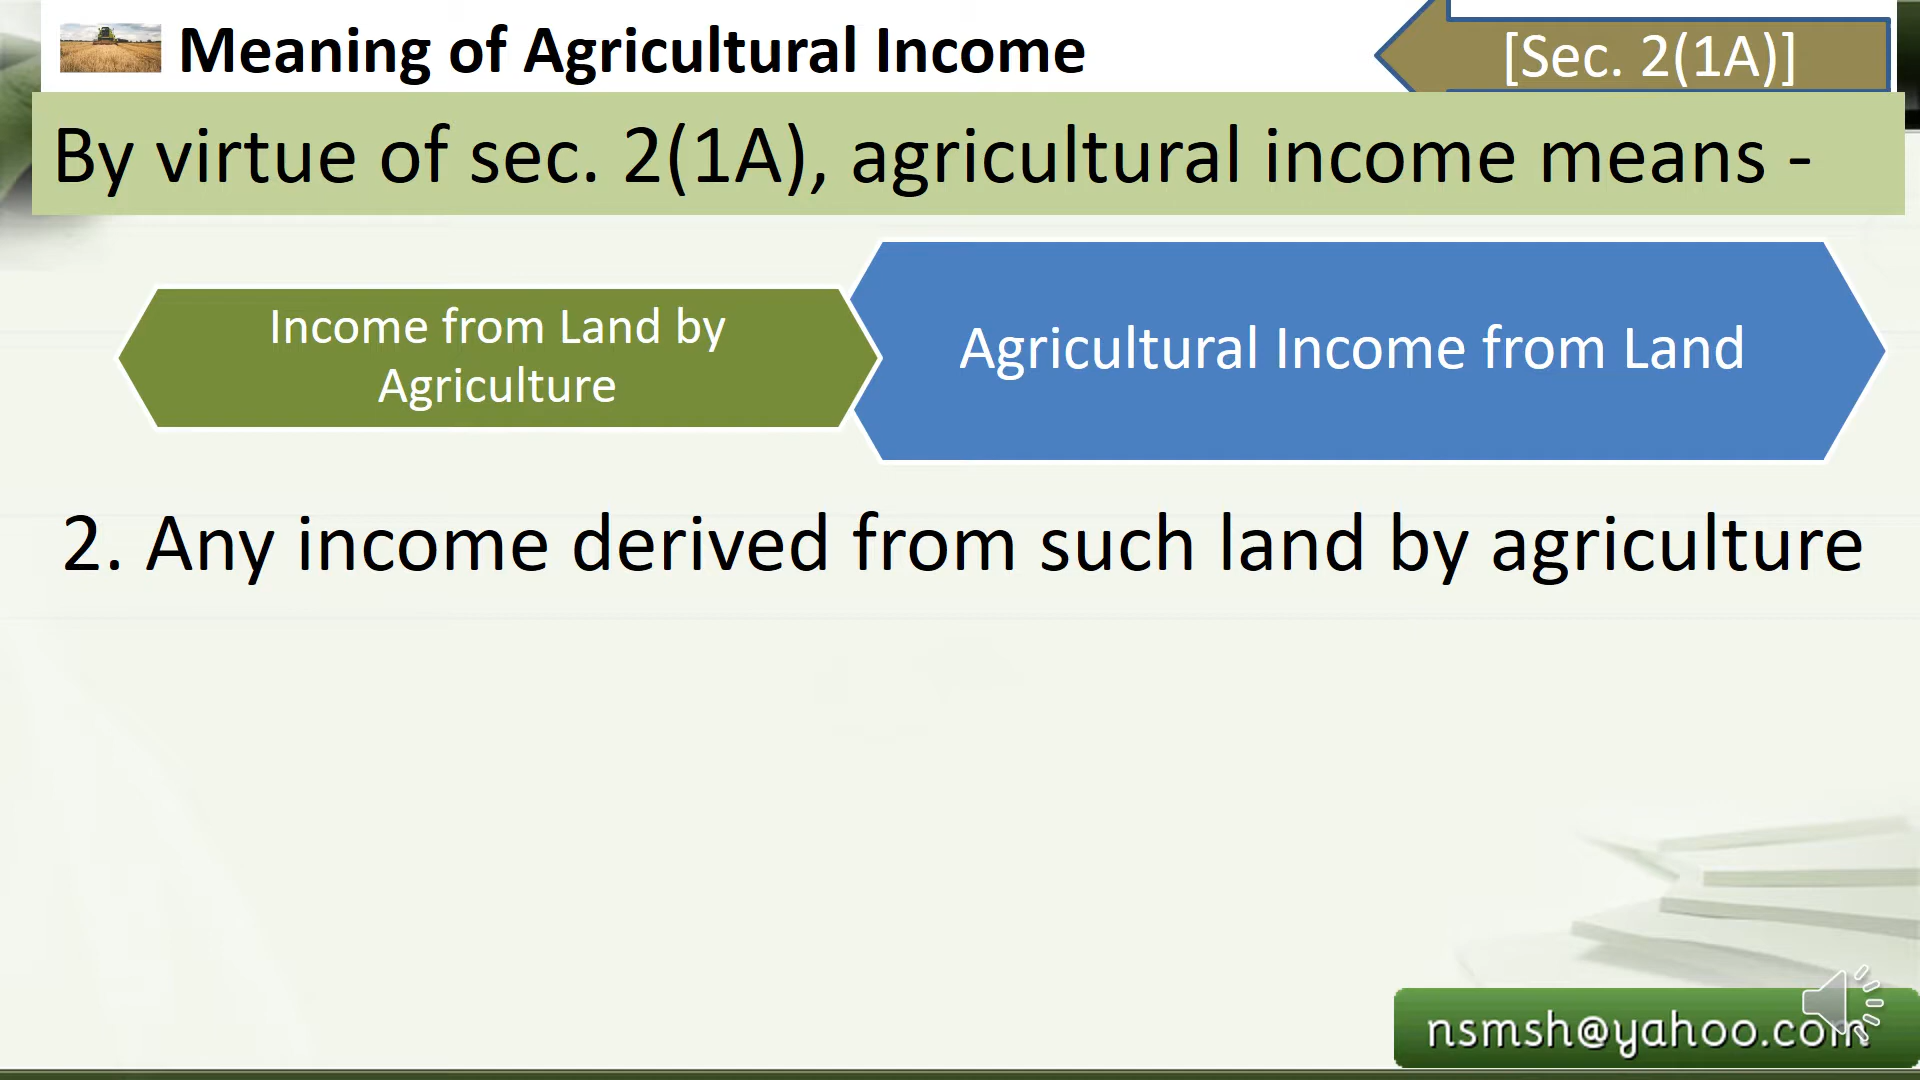 Meaning of Agricultural Income
[Sec. 2(1A)]
By virtue of sec. 2(1A), agricultural income means -
Income from Land by
Agriculture
Agricultural Income from Land
2. Any income derived from such land by agriculture
nsmsh@yahoo.com